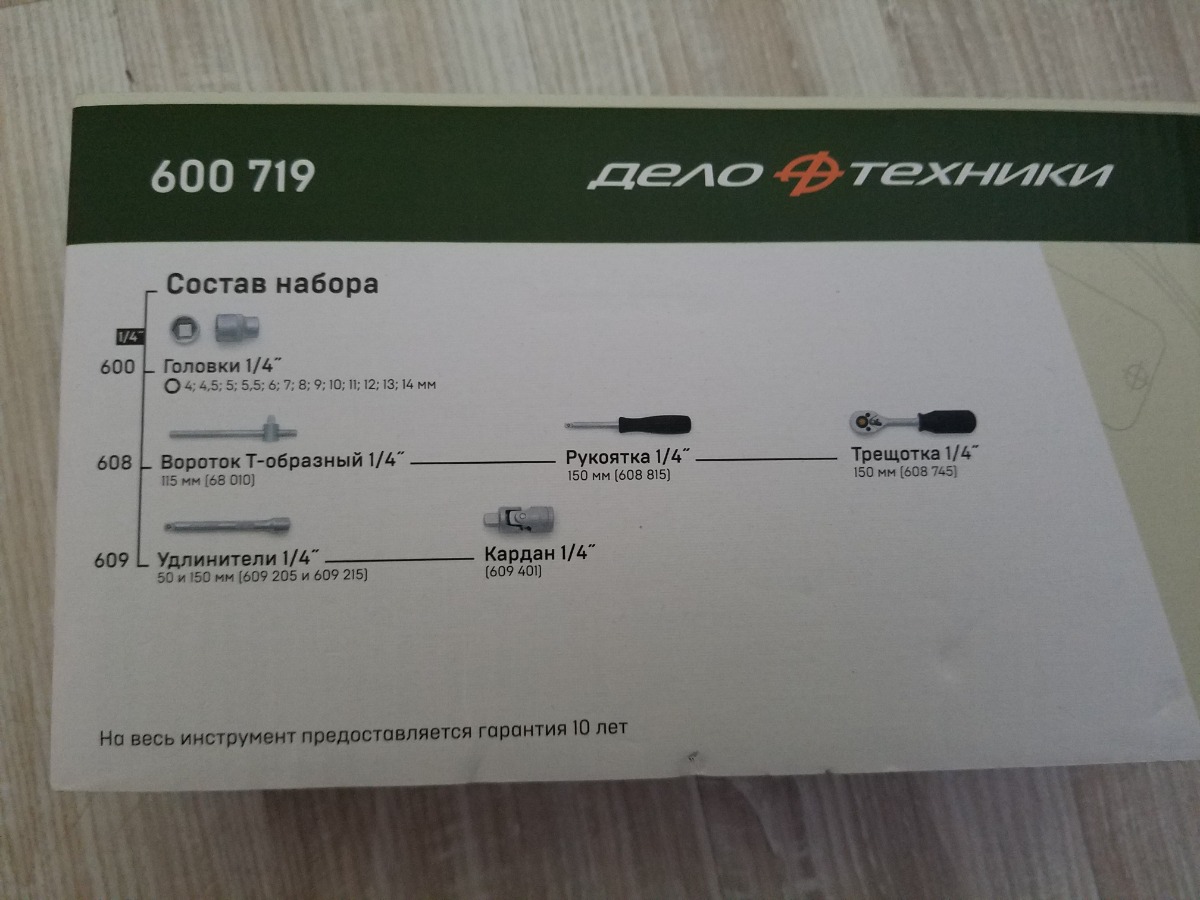 600 719
дело техники
Состав набора
1/4˝
600
Головки 1/4˝
4; 4,5; 5; 5,5; 6; 7; 8; 9; 10; 11; 12; 13; 14 мм
608
Вороток Т-образный 1/4˝
115 мм (68 010)
Рукоятка 1/4˝
150 мм (608 815)
Трещотка 1/4˝
150 мм (608 745)
609
Удлинители 1/4˝
50 и 150 мм (609 205 и 609 215)
Кардан 1/4˝
(609 401)
На весь инструмент предоставляется гарантия 10 лет